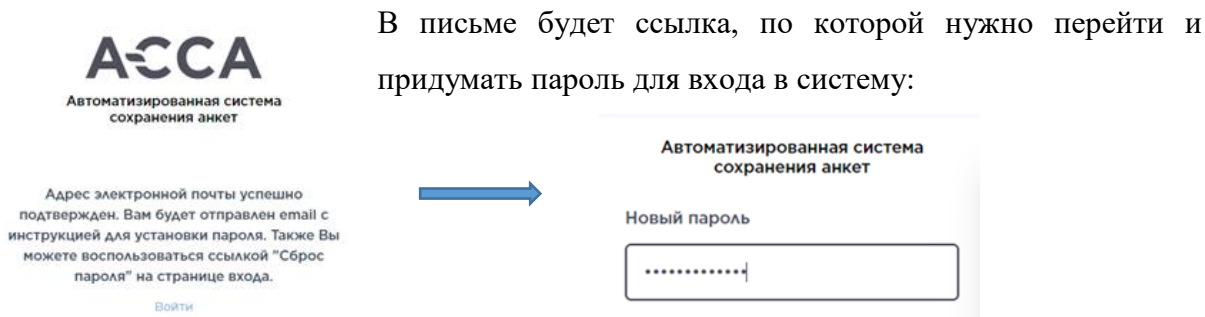 В письме будет ссылка, по которой нужно перейти и
придумать пароль для входа в систему:
АССА
Автоматизированная система
сохранения анкет
Адрес электронной почты успешно
подтвержден. Вам будет отправлен email с
инструкцией для установки пароля. Также Вы
можете воспользоваться ссылкой "Сброс
пароля" на странице входа.
Войти
Автоматизированная система
сохранения анкет
Новый пароль
•••••••••••••